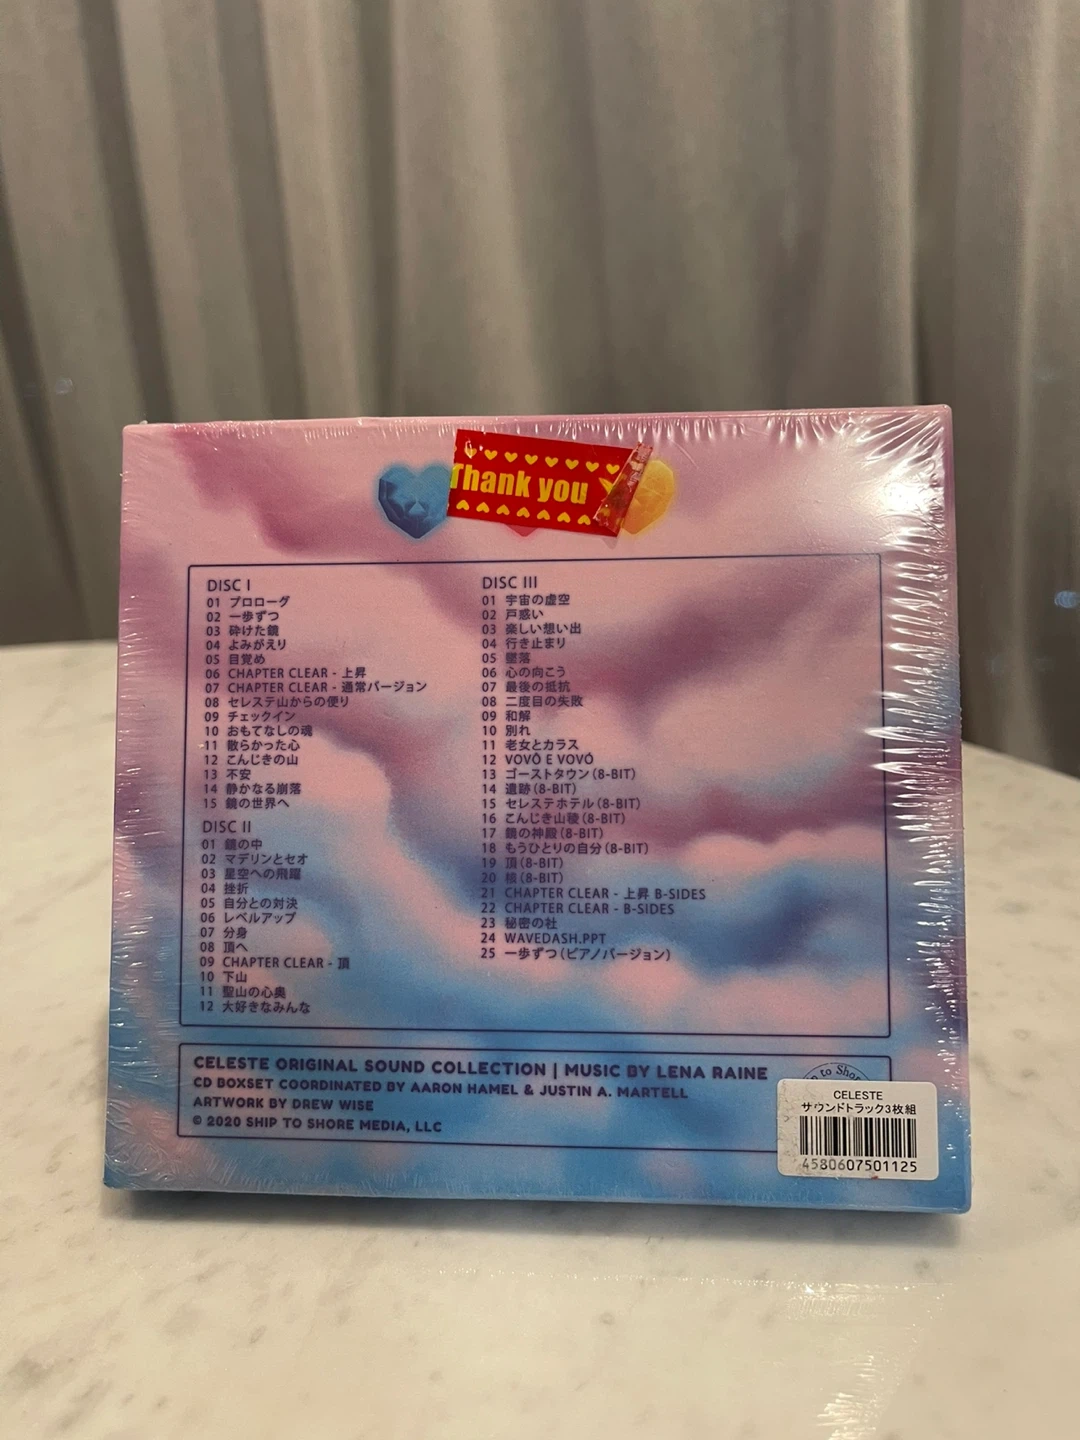 Thank you
DISC I
01 プロローグ
02 一歩ずつ
03 砕けた鏡
04 よみがえり
05 目覚め
06 CHAPTER CLEAR - 上昇
07 CHAPTER CLEAR - 通常バージョン
08 セレステ山からの便り
09 チェックイン
10 おもてなしの魂
11 散らかった心
12 こんじきの山
13 不安
14 静かなる崩落
15 鏡の世界へ
DISC II
01 鏡の中
02 マデリンとセオ
03 星空への飛躍
04 挫折
05 自分との対決
06 レベルアップ
07 分身
08 頂へ
09 CHAPTER CLEAR - 頂
10 下山
11 聖山の心奥
12 大好きなみんな
DISC III
01 宇宙の虚空
02 戸惑い
03 楽しい想い出
04 行き止まり
05 墜落
06 心の向こう
07 最後の抵抗
08 二度目の失敗
09 和解
10 別れ
11 老女とカラス
12 VOVÔ E VOVÓ
13 ゴーストタウン(8-BIT)
14 遺跡(8-BIT)
15 セレステホテル(8-BIT)
16 こんじき山稜(8-BIT)
17 鏡の神殿(8-BIT)
18 もうひとりの自分(8-BIT)
19 頂(8-BIT)
20 核(8-BIT)
21 CHAPTER CLEAR - 上昇 B-SIDES
22 CHAPTER CLEAR - B-SIDES
23 秘密の社
24 WAVEDASH.PPT
25 一歩ずつ(ピアノバージョン)
CELESTE ORIGINAL SOUND COLLECTION | MUSIC BY LENA RAINE
CD BOXSET COORDINATED BY AARON HAMEL & JUSTIN A. MARTELL
ARTWORK BY DREW WISE
© 2020 SHIP TO SHORE MEDIA, LLC
to Shor
CELESTE
サウンドトラック3枚組
4580607501125